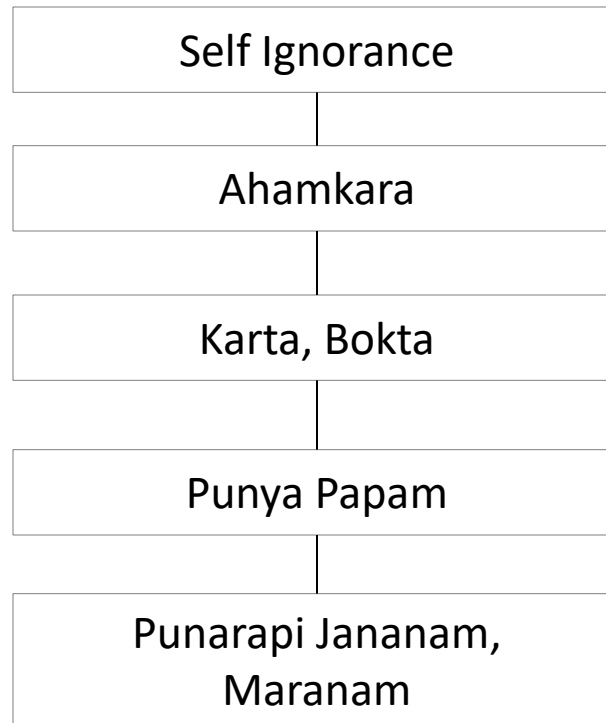 Self Ignorance
Ahamkara
Karta, Bokta
Punya Papam
Punarapi Jananam,
Maranam